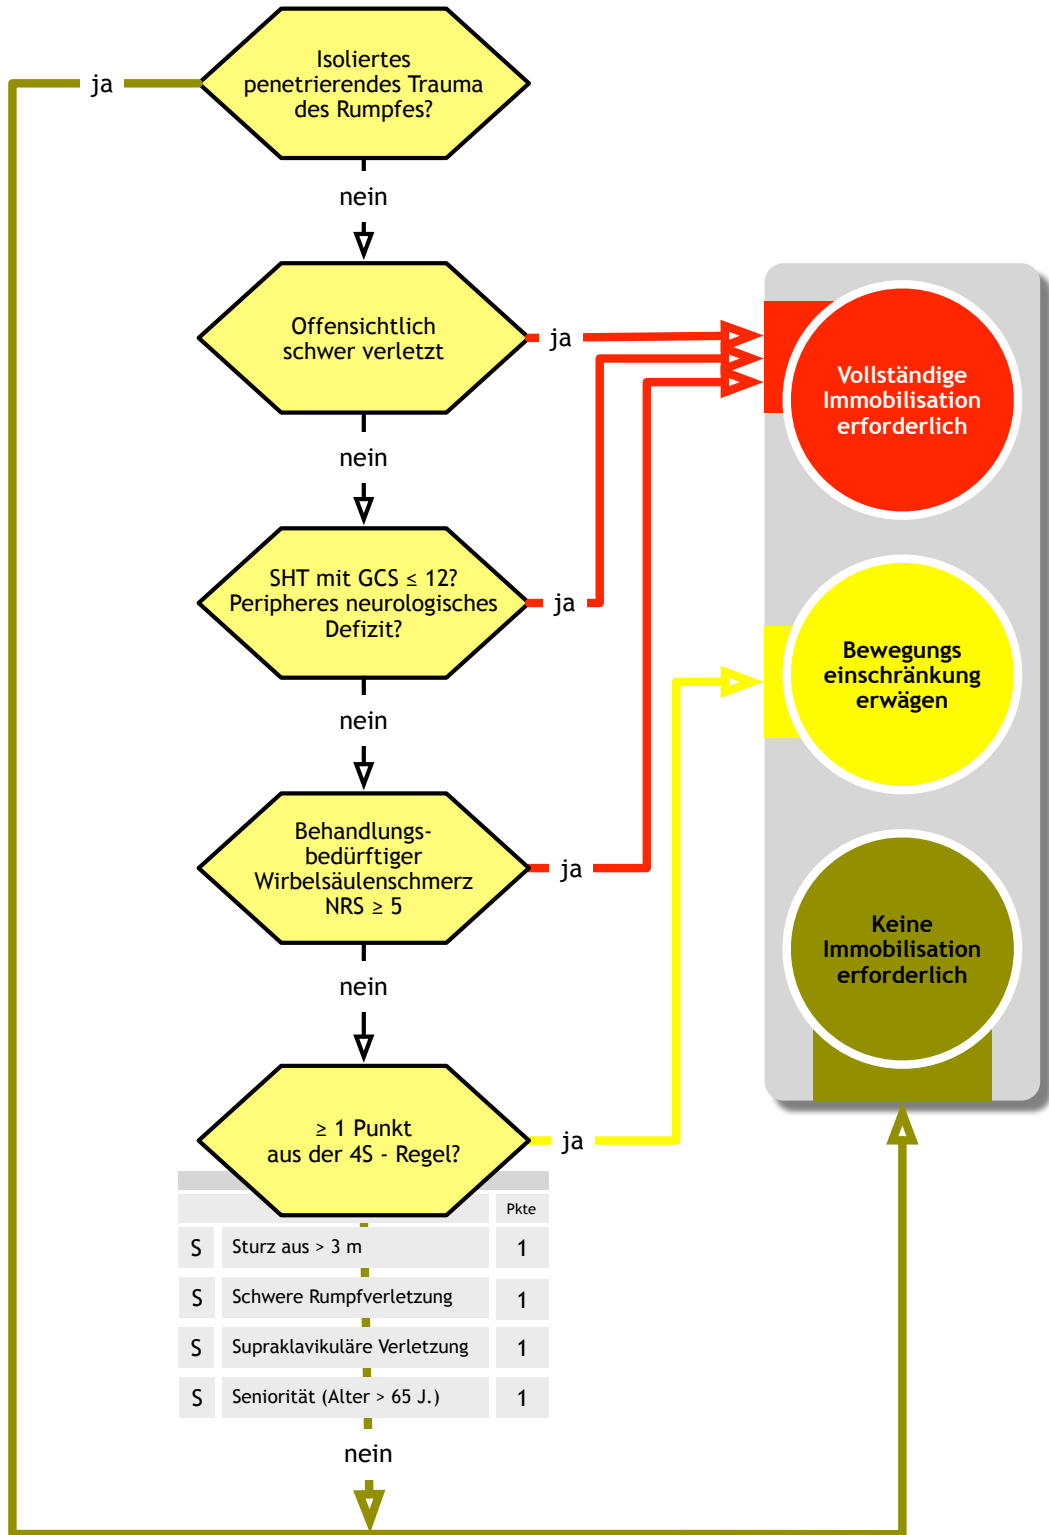 Isoliertes
penetrierendes Trauma
des Rumpfes?
ja
nein
Offensichtlich
schwer verletzt
ja
nein
SHT mit GCS ≤ 12?
Peripheres neurologisches
Defizit?
ja
nein
Behandlungs-
bedürftiger
Wirbelsäulenschmerz
NRS ≥ 5
ja
nein
≥ 1 Punkt
aus der 4S - Regel?
ja
Pkte
S Sturz aus > 3 m 1
S Schwere Rumpfverletzung 1
S Supraklavikuläre Verletzung 1
S Seniorität (Alter > 65 J.) 1
nein
Vollständige
Immobilisation
erforderlich
Bewegungs
einschränkung
erwägen
Keine
Immobilisation
erforderlich